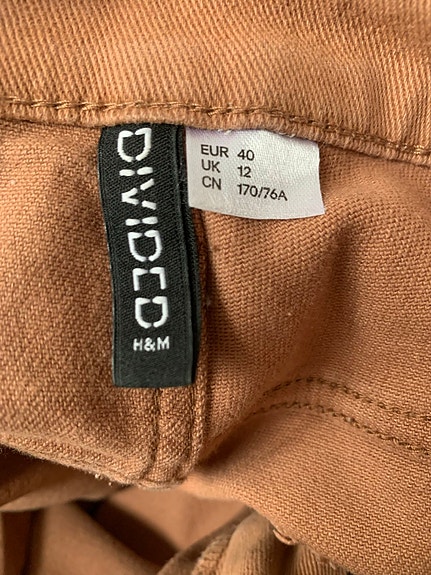 DIVIDED
H&M
EUR 40
UK 12
CN 170/76A